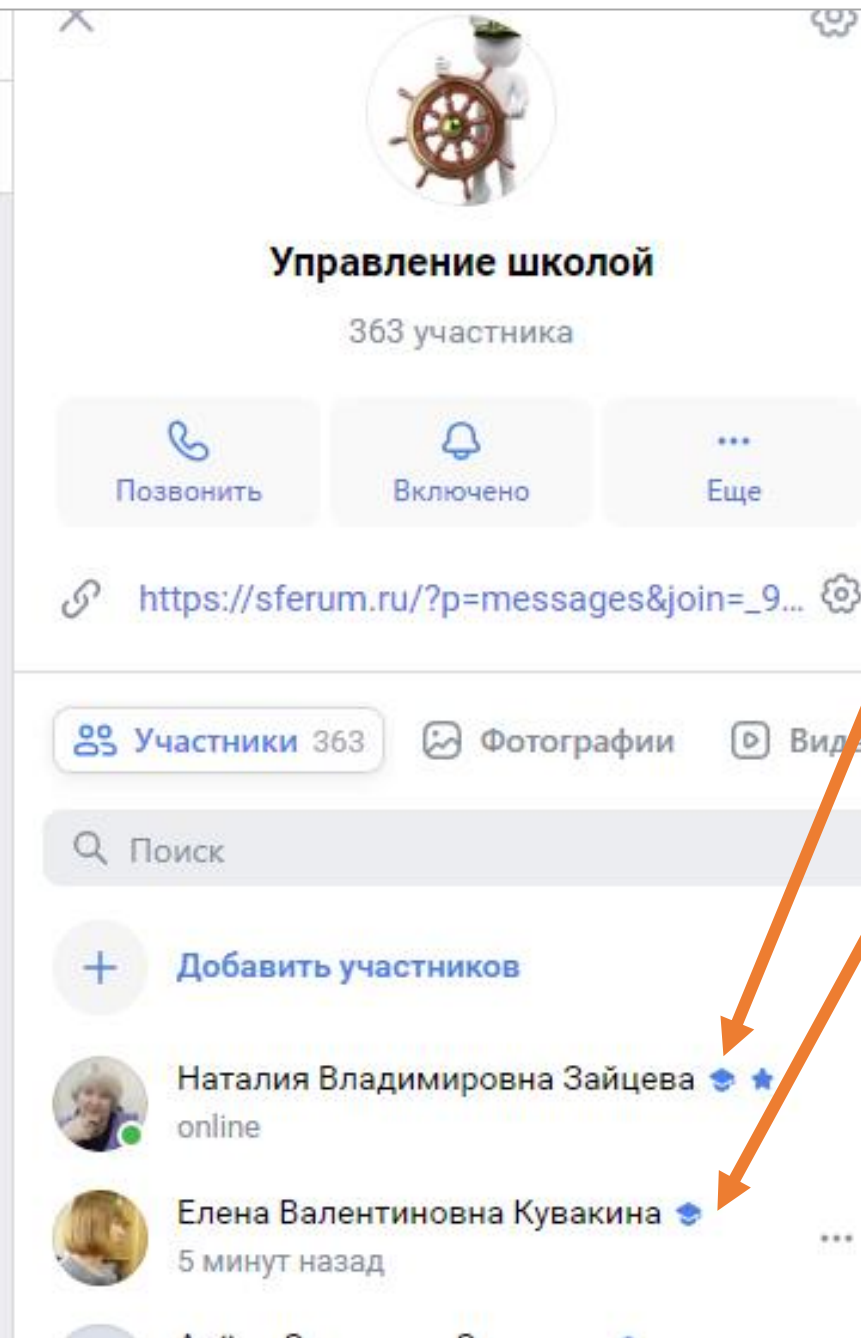 Управление школой
363 участника
Позвонить
Включено
Еще
https://sferum.ru/?p=messages&join=_9...
Участники 363
Фотографии
Поиск
Добавить участников
Наталия Владимировна Зайцева
online
Елена Валентиновна Кувакина
5 минут назад